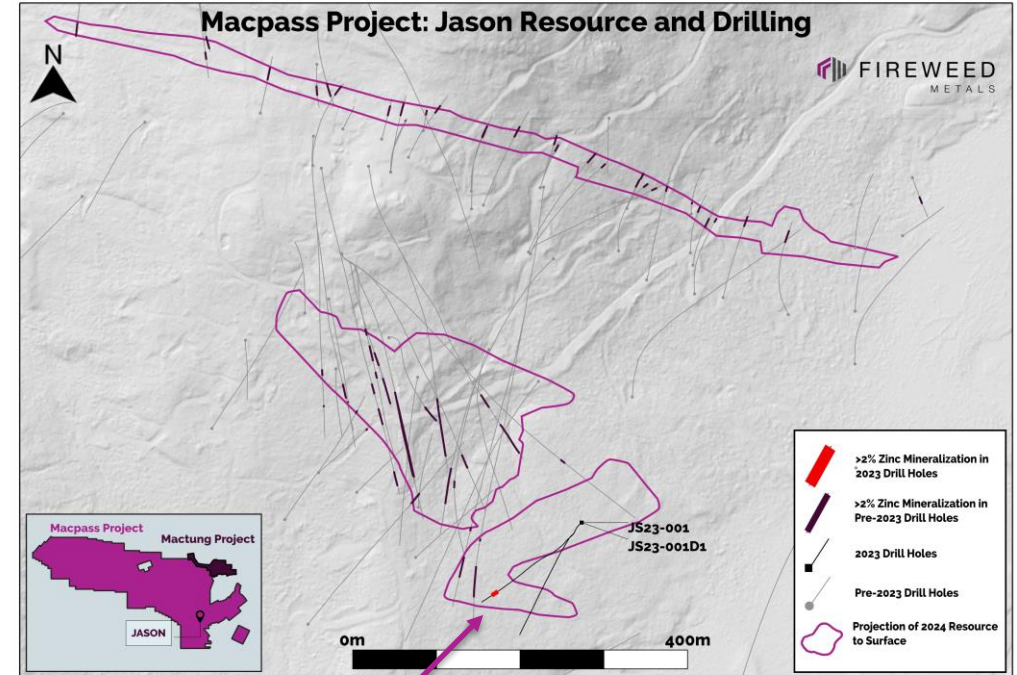 Macpass Project: Jason Resource and Drilling
N
FIREWEED
METALS
>2% Zinc Mineralization in
2023 Drill Holes
>2% Zinc Mineralization in
Pre-2023 Drill Holes
2023 Drill Holes
Pre-2023 Drill Holes
Projection of 2024 Resource
to Surface
JS23-001
JS23-001D1
Macpass Project
Mactung Project
JASON
0m
400m